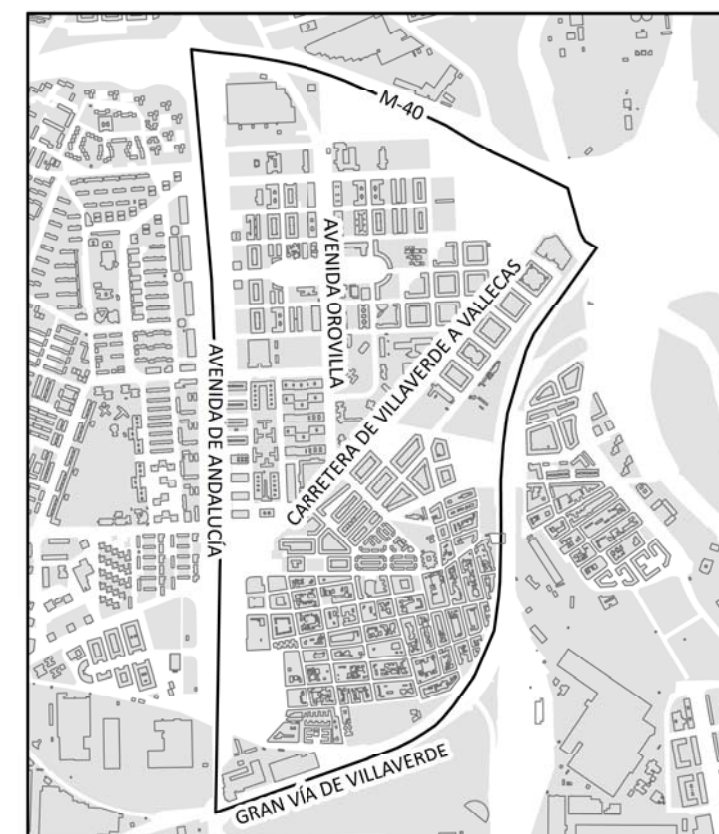 M-40
AVENIDA OROVILLA
CARRETERA DE VILLAVERDE A VALLECAS
AVENIDA DE ANDALUCÍA
GRAN VÍA DE VILLAVERDE